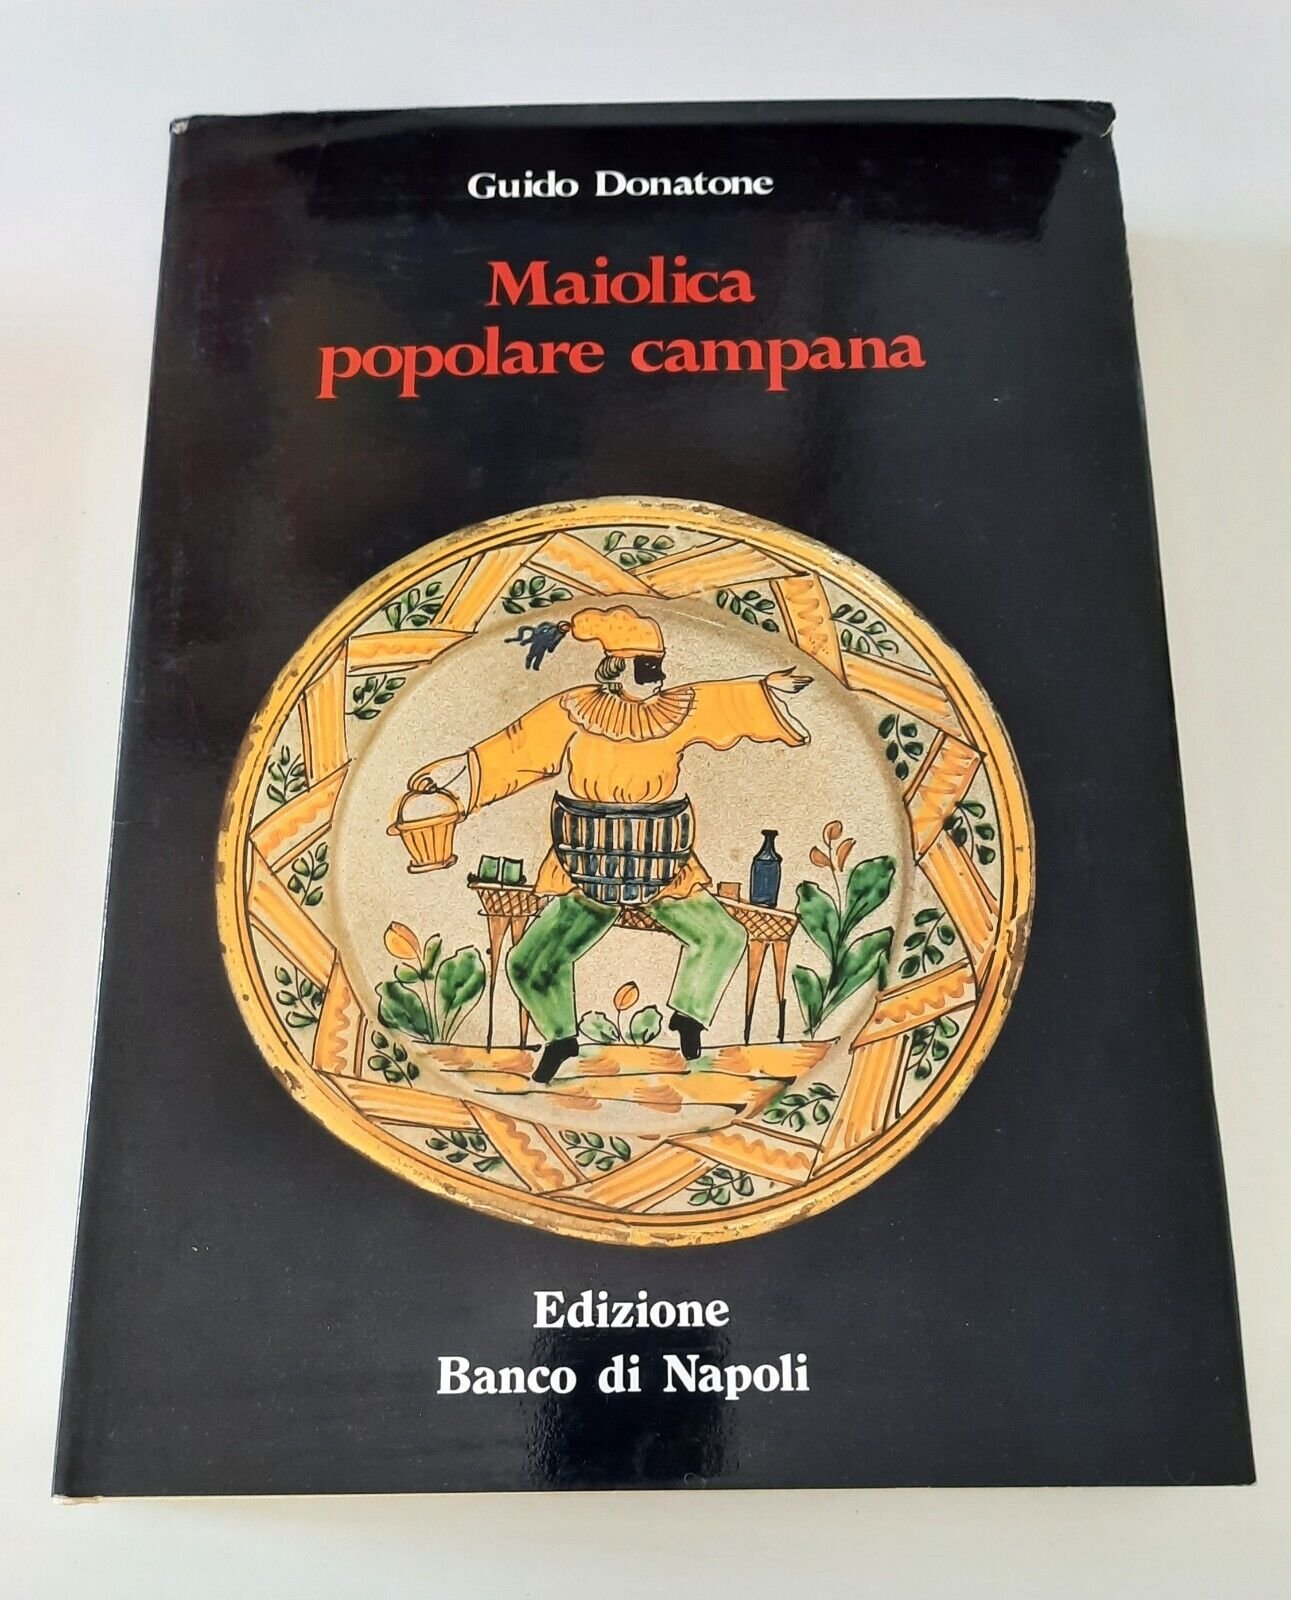 Guido Donatone
Maiolica
popolare campana
Edizione
Banco di Napoli